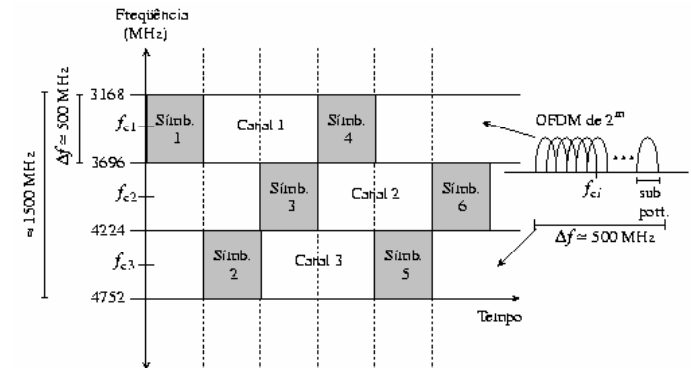 Freqüência
(MHz)
3168
3696
4224
4752
fc1
fc2
fc3
Δf ≃ 500 MHz
≈ 1500 MHz
Símb.
1
Canal 1
Símb.
4
Símb.
3
Canal 2
Símb.
6
Símb.
2
Canal 3
Símb.
5
Tempo
OFDM de 2^m
fci
sub
port.
Δf ≃ 500 MHz